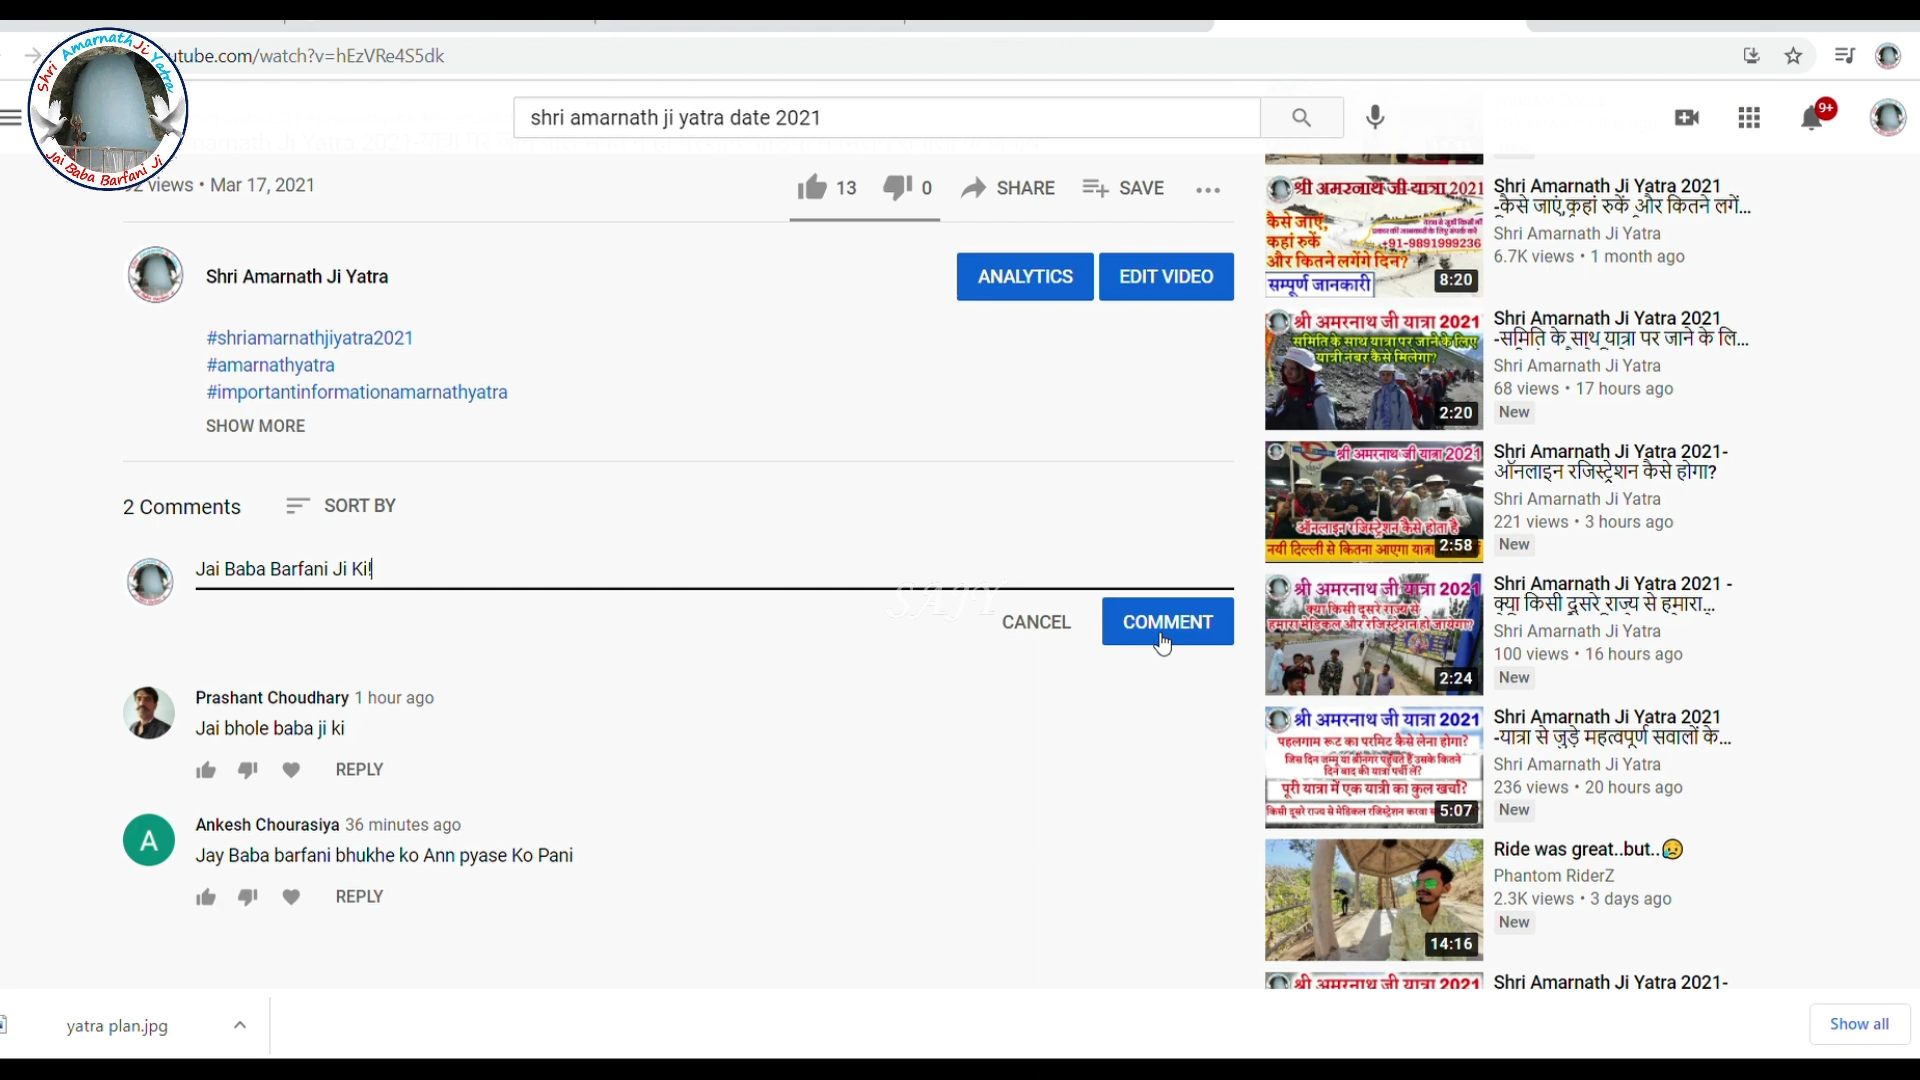 Shri Amarnath Ji Yatra
Jai Baba Barfani Ji
utube.com/watch?v=hEzVRe4S5dk
shri amarnath ji yatra date 2021
9+
views • Mar 17, 2021
13
0
SHARE
SAVE
Shri Amarnath Ji Yatra
ANALYTICS
EDIT VIDEO
#shriamarnathjiyatra2021
#amarnathyatra
#importantinformationamarnathyatra
SHOW MORE
2 Comments
SORT BY
Jai Baba Barfani Ji Ki!
SAJY
CANCEL
COMMENT
Prashant Choudhary 1 hour ago
Jai bhole baba ji ki
REPLY
A
Ankesh Chourasiya 36 minutes ago
Jay Baba barfani bhukhe ko Ann pyase Ko Pani
REPLY
श्री अमरनाथ जी यात्रा 2021
कैसे जाएं,
कहां रुकें
+91-9891999236
और कितने लगेंगे दिन?
सम्पूर्ण जानकारी
8:20
Shri Amarnath Ji Yatra 2021
-कैसे जाएं,कहां रुकें और कितने लगें...
Shri Amarnath Ji Yatra
6.7K views • 1 month ago
श्री अमरनाथ जी यात्रा 2021
समिति के साथ यात्रा पर जाने के लिए
यात्री नंबर कैसे मिलेगा?
2:20
Shri Amarnath Ji Yatra 2021
-समिति के साथ यात्रा पर जाने के लि...
Shri Amarnath Ji Yatra
68 views • 17 hours ago
New
श्री अमरनाथ जी यात्रा 2021
ऑनलाइन रजिस्ट्रेशन कैसे होता है
नयी दिल्ली से कितना आएगा
2:58
Shri Amarnath Ji Yatra 2021-
ऑनलाइन रजिस्ट्रेशन कैसे होगा?
Shri Amarnath Ji Yatra
221 views • 3 hours ago
New
श्री अमरनाथ जी यात्रा 2021
क्या किसी दूसरे राज्य से
हमारा मेडिकल और रजिस्ट्रेशन हो जायेगा?
2:24
Shri Amarnath Ji Yatra 2021 -
क्या किसी दूसरे राज्य से हमारा...
Shri Amarnath Ji Yatra
100 views • 16 hours ago
New
श्री अमरनाथ जी यात्रा 2021
पहलगाम रूट का परमिट कैसे लेना होगा?
जिस दिन जम्मू या श्रीनगर पहुंचते हैं उसके कितने
दिन बाद की यात्रा पर्ची लें?
पूरी यात्रा में एक यात्री का कुल खर्चा?
किसी दूसरे राज्य से मेडिकल रजिस्ट्रेशन करवा
5:07
Shri Amarnath Ji Yatra 2021
-यात्रा से जुड़े महत्वपूर्ण सवालों के...
Shri Amarnath Ji Yatra
236 views • 20 hours ago
New
14:16
Ride was great..but..😥
Phantom RiderZ
2.3K views • 3 days ago
New
श्री अमरनाथ जी यात्रा 2021
Shri Amarnath Ji Yatra 2021-
yatra plan.jpg
Show all